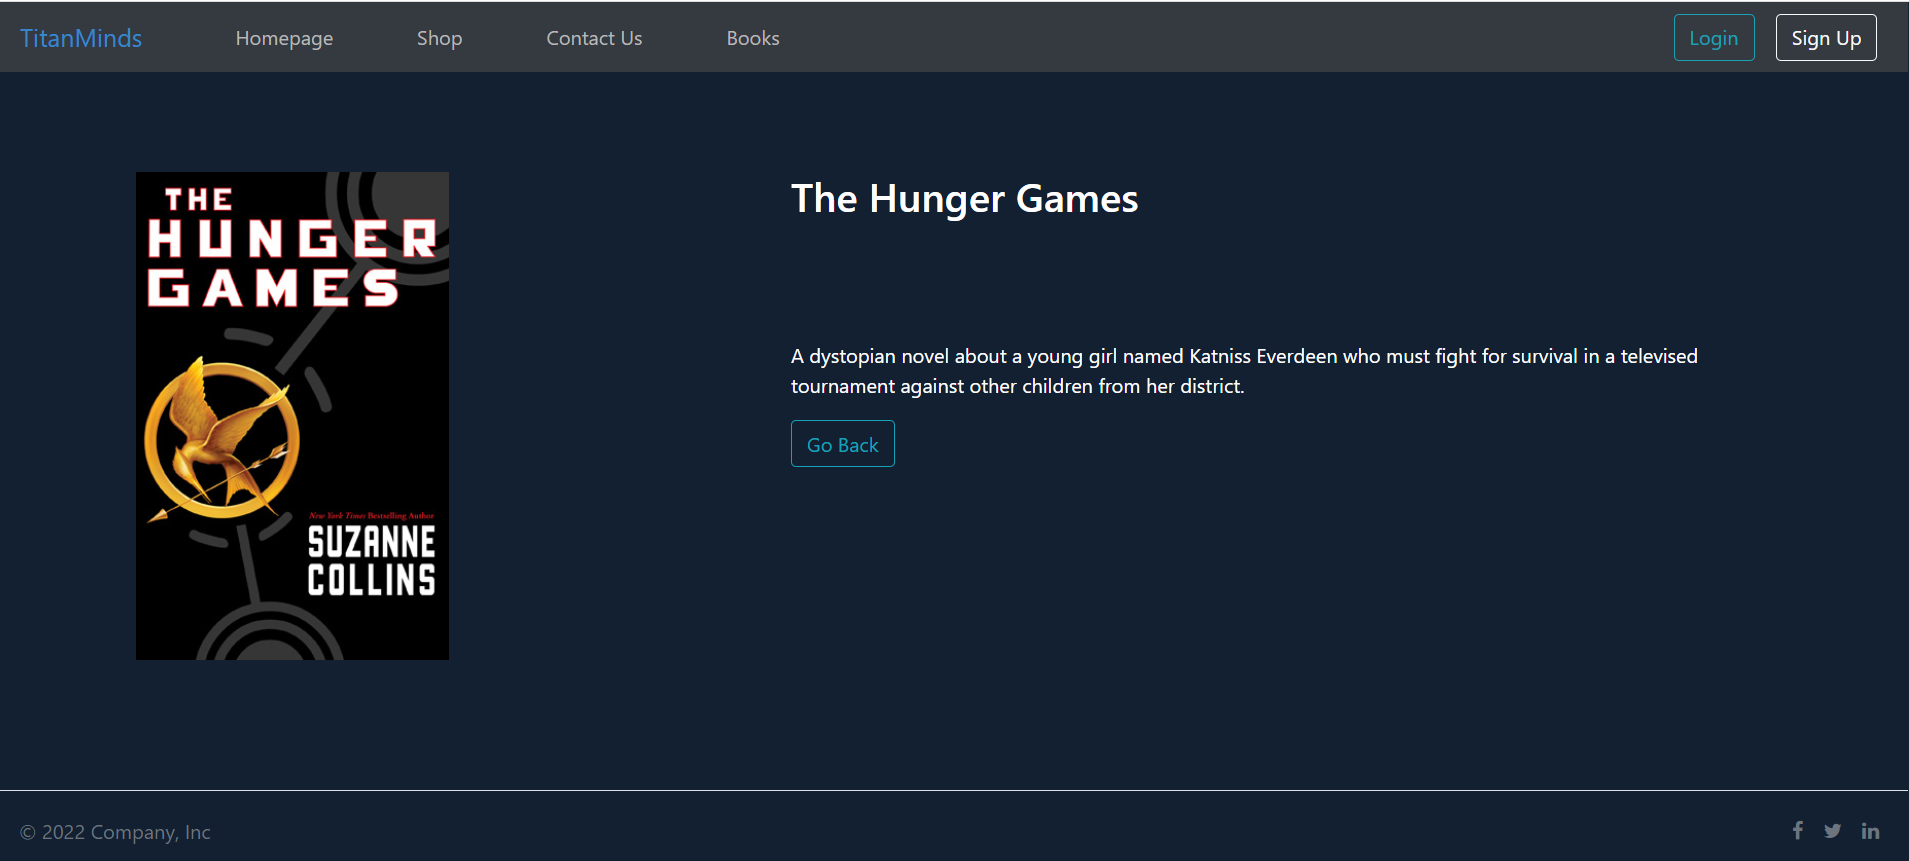 TitanMinds Homepage Shop Contact Us Books Login Sign Up
THE
HUNGER
GAMES
New York Times Bestselling Author
SUZANNE
COLLINS
The Hunger Games
A dystopian novel about a young girl named Katniss Everdeen who must fight for survival in a televised
tournament against other children from her district.
Go Back
© 2022 Company, Inc